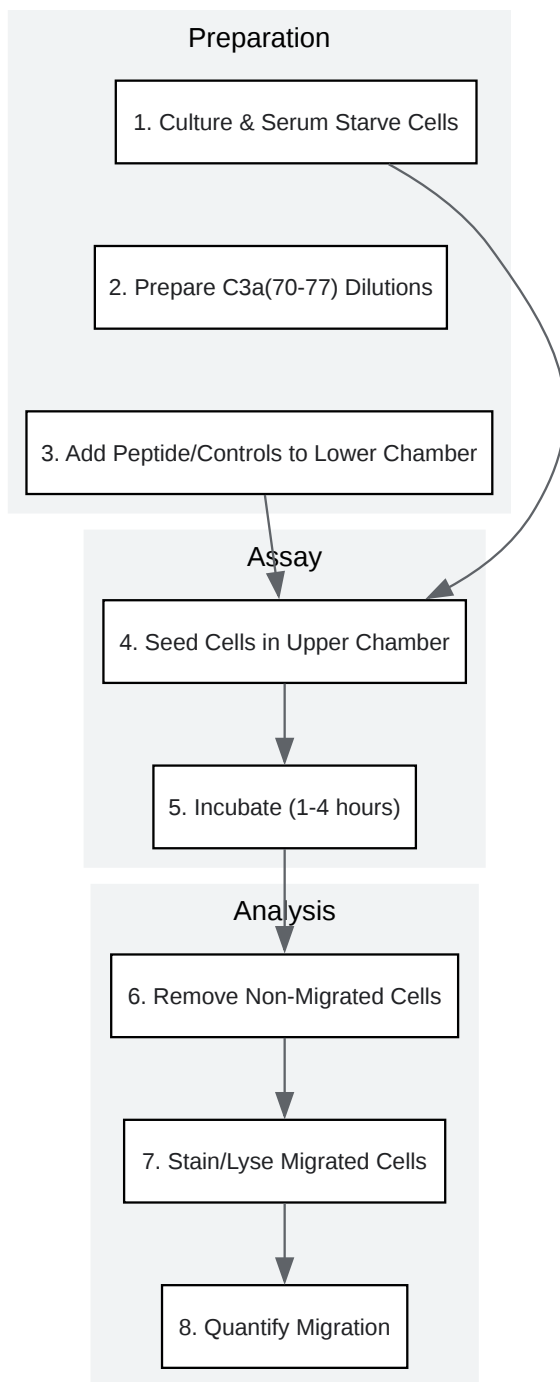 Preparation
1. Culture & Serum Starve Cells
2. Prepare C3a(70-77) Dilutions
3. Add Peptide/Controls to Lower Chamber
Assay
4. Seed Cells in Upper Chamber
5. Incubate (1-4 hours)
Analysis
6. Remove Non-Migrated Cells
7. Stain/Lyse Migrated Cells
8. Quantify Migration